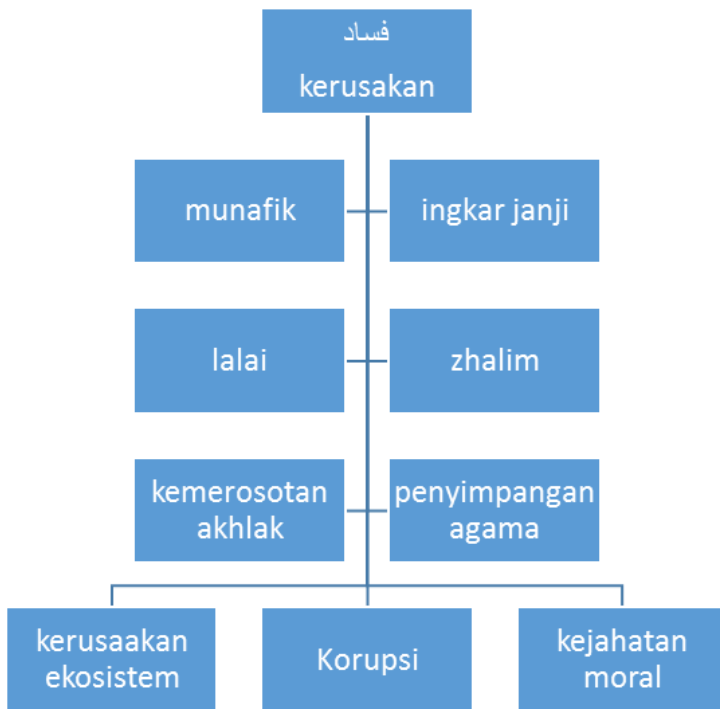 فساد
kerusakan
munafik
ingkar janji
lalai
zhalim
kemerosotan
akhlak
penyimpangan
agama
kerusaakan
ekosistem
Korupsi
kejahatan
moral